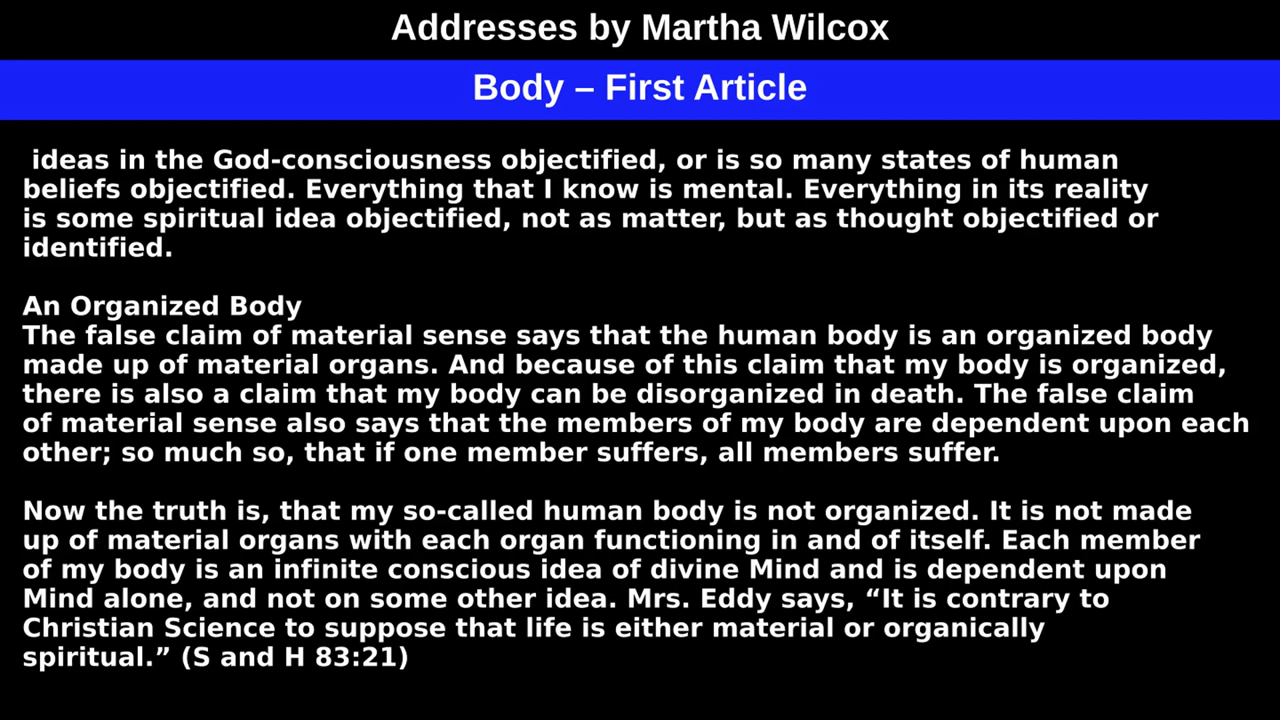 Addresses by Martha Wilcox
Body – First Article
ideas in the God-consciousness objectified, or is so many states of human
beliefs objectified. Everything that I know is mental. Everything in its reality
is some spiritual idea objectified, not as matter, but as thought objectified or
identified.
An Organized Body
The false claim of material sense says that the human body is an organized body
made up of material organs. And because of this claim that my body is organized,
there is also a claim that my body can be disorganized in death. The false claim
of material sense also says that the members of my body are dependent upon each
other; so much so, that if one member suffers, all members suffer.
Now the truth is, that my so-called human body is not organized. It is not made
up of material organs with each organ functioning in and of itself. Each member
of my body is an infinite conscious idea of divine Mind and is dependent upon
Mind alone, and not on some other idea. Mrs. Eddy says, “It is contrary to
Christian Science to suppose that life is either material or organically
spiritual.” (S and H 83:21)